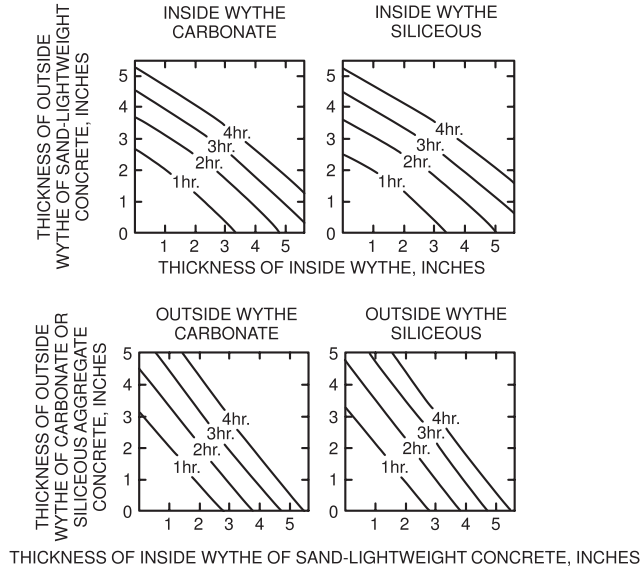 INSIDE WYTHE
CARBONATE
INSIDE WYTHE
SILICEOUS
THICKNESS OF OUTSIDE
WYTHE OF SAND-LIGHTWEIGHT
CONCRETE, INCHES
5
4
3
2
1
0
4hr.
3hr.
2hr.
1hr.
1 2 3 4 5
5
4
3
2
1
0
4hr.
3hr.
2hr.
1hr.
1 2 3 4 5
THICKNESS OF INSIDE WYTHE, INCHES
OUTSIDE WYTHE
CARBONATE
OUTSIDE WYTHE
SILICEOUS
THICKNESS OF OUTSIDE
WYTHE OF CARBONATE OR
SILICEOUS AGGREGATE
CONCRETE, INCHES
5
4
3
2
1
0
4hr.
3hr.
2hr.
1hr.
1 2 3 4 5
5
4
3
2
1
0
4hr.
3hr.
2hr.
1hr.
1 2 3 4 5
THICKNESS OF INSIDE WYTHE OF SAND-LIGHTWEIGHT CONCRETE, INCHES